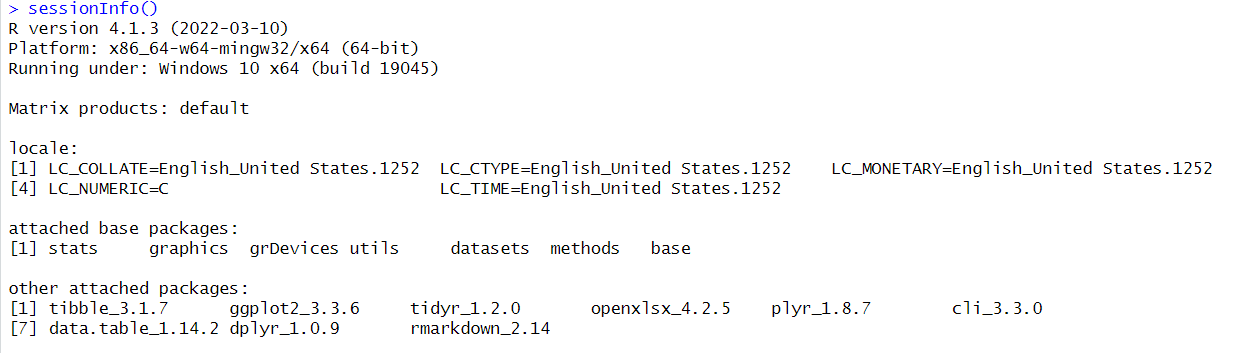 > sessionInfo()
R version 4.1.3 (2022-03-10)
Platform: x86_64-w64-mingw32/x64 (64-bit)
Running under: Windows 10 x64 (build 19045)

Matrix products: default

locale:
[1] LC_COLLATE=English_United States.1252  LC_CTYPE=English_United States.1252    LC_MONETARY=English_United States.1252
[4] LC_NUMERIC=C                           LC_TIME=English_United States.1252

attached base packages:
[1] stats     graphics  grDevices utils     datasets  methods   base

other attached packages:
[1] tibble_3.1.7      ggplot2_3.3.6     tidyr_1.2.0       openxlsx_4.2.5    plyr_1.8.7        cli_3.3.0
[7] data.table_1.14.2 dplyr_1.0.9       rmarkdown_2.14